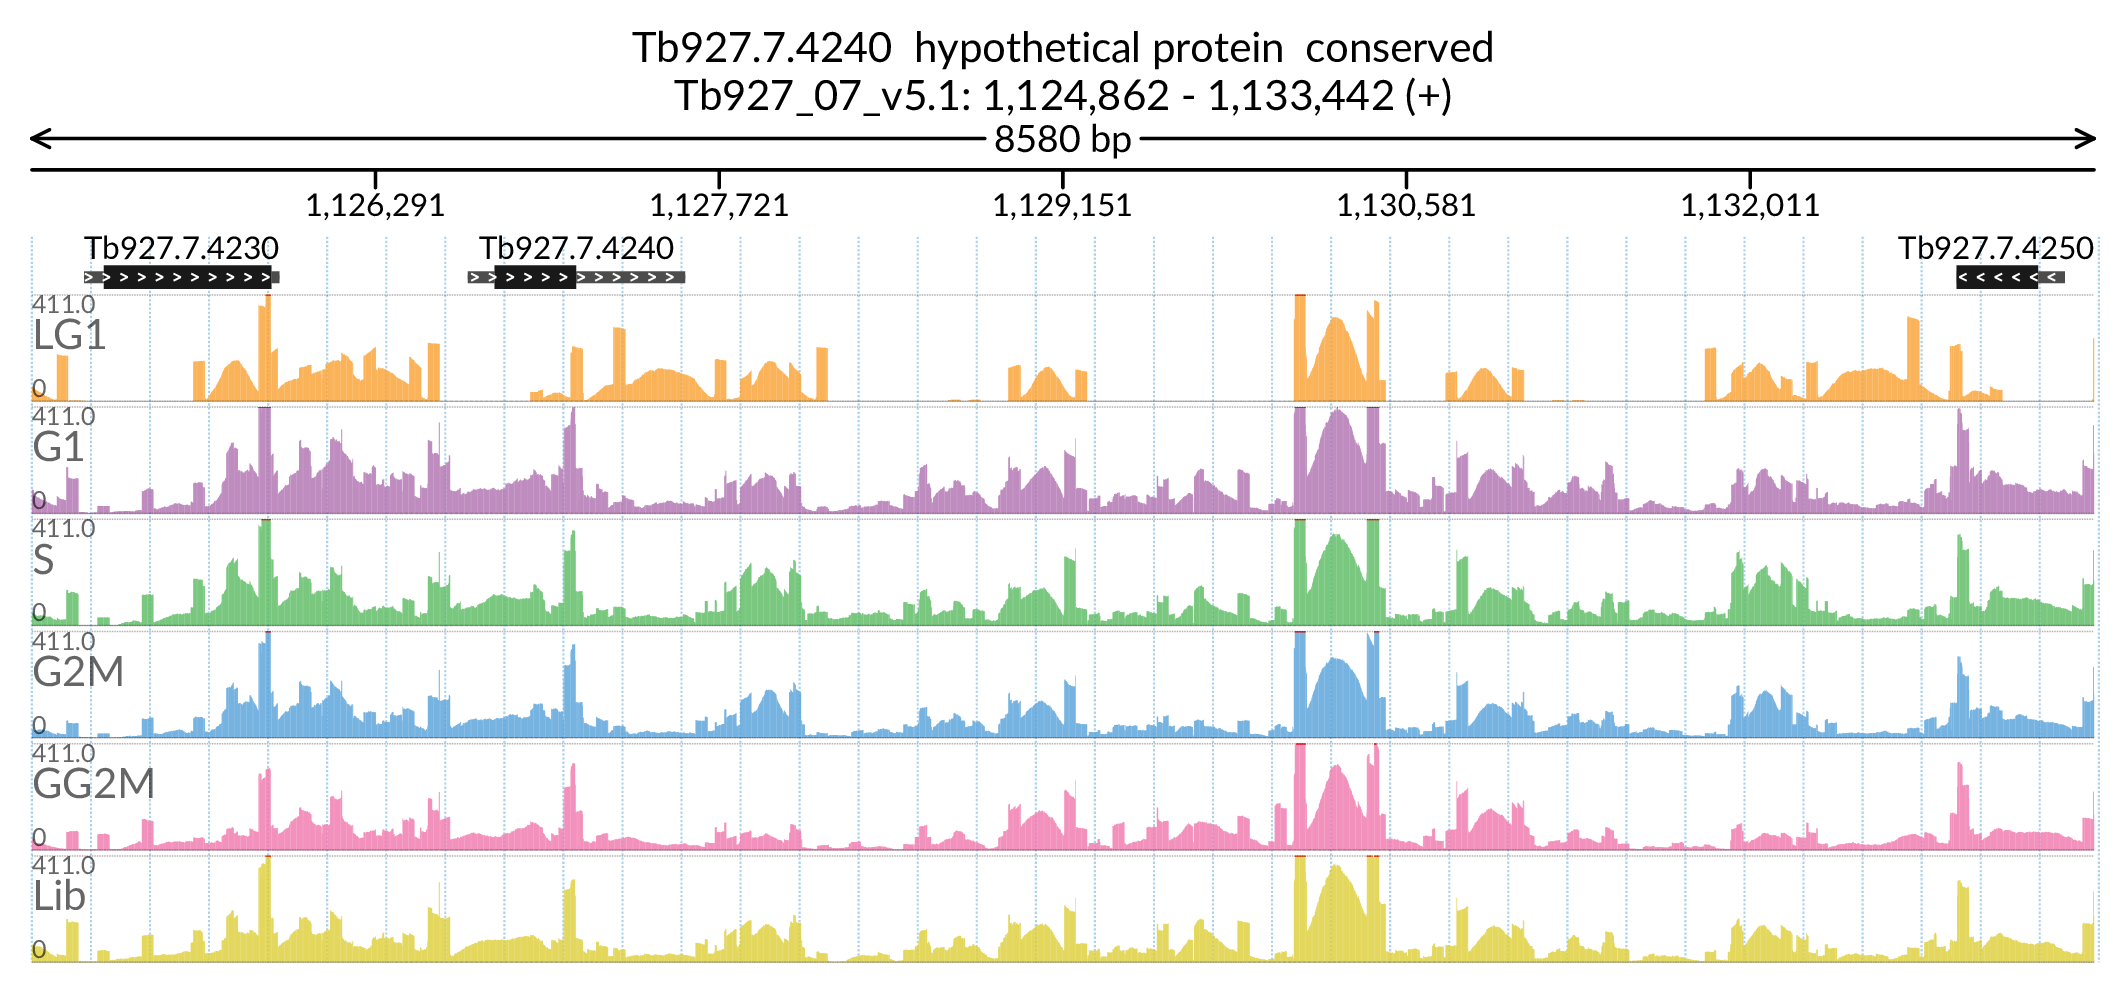 Tb927.7.4240  hypothetical protein  conserved
Tb927_07_v5.1: 1,124,862 - 1,133,442 (+)
8580 bp
1,126,291 1,127,721 1,129,151 1,130,581 1,132,011
Tb927.7.4230 Tb927.7.4240 Tb927.7.4250
411.0
LG1
0
411.0
G1
0
411.0
S
0
411.0
G2M
0
411.0
GG2M
0
411.0
Lib
0